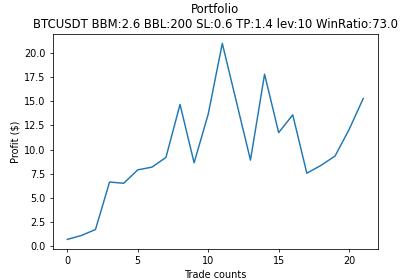 Portfolio
BTCUSDT BBM:2.6 BBL:200 SL:0.6 TP:1.4 lev:10 WinRatio:73.0
20.0
17.5
15.0
12.5
10.0
7.5
5.0
2.5
0.0
Profit ($)
0 5 10 15 20
Trade counts